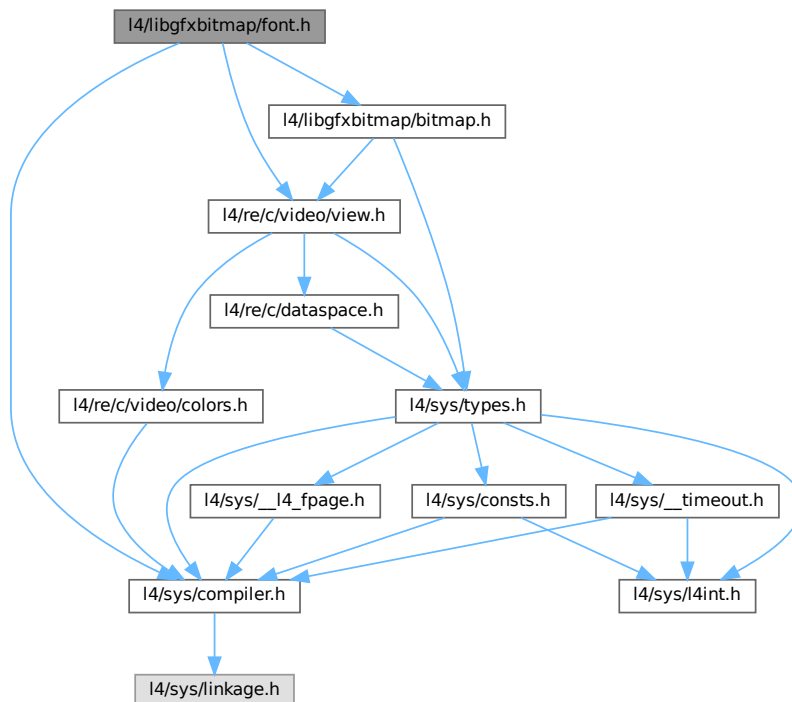 l4/libgfxbitmap/font.h
l4/libgfxbitmap/bitmap.h
l4/re/c/video/view.h
l4/re/c/dataspace.h
l4/re/c/video/colors.h
l4/sys/types.h
l4/sys/__l4_fpage.h
l4/sys/consts.h
l4/sys/__timeout.h
l4/sys/compiler.h
l4/sys/l4int.h
l4/sys/linkage.h